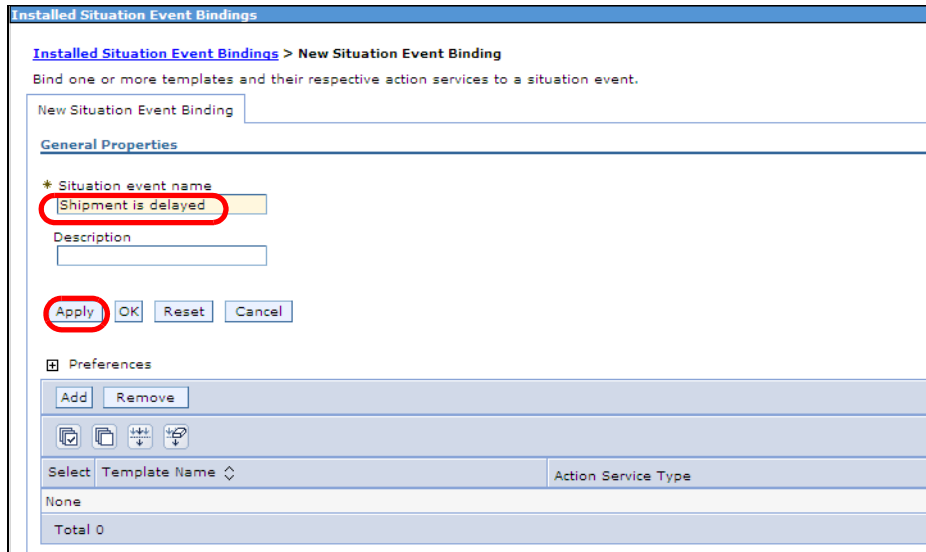 Installed Situation Event Bindings
Installed Situation Event Bindings > New Situation Event Binding
Bind one or more templates and their respective action services to a situation event.
New Situation Event Binding
General Properties
* Situation event name
Shipment is delayed
Description
Apply OK Reset Cancel
Preferences
Add Remove
Select Template Name Action Service Type
None
Total 0